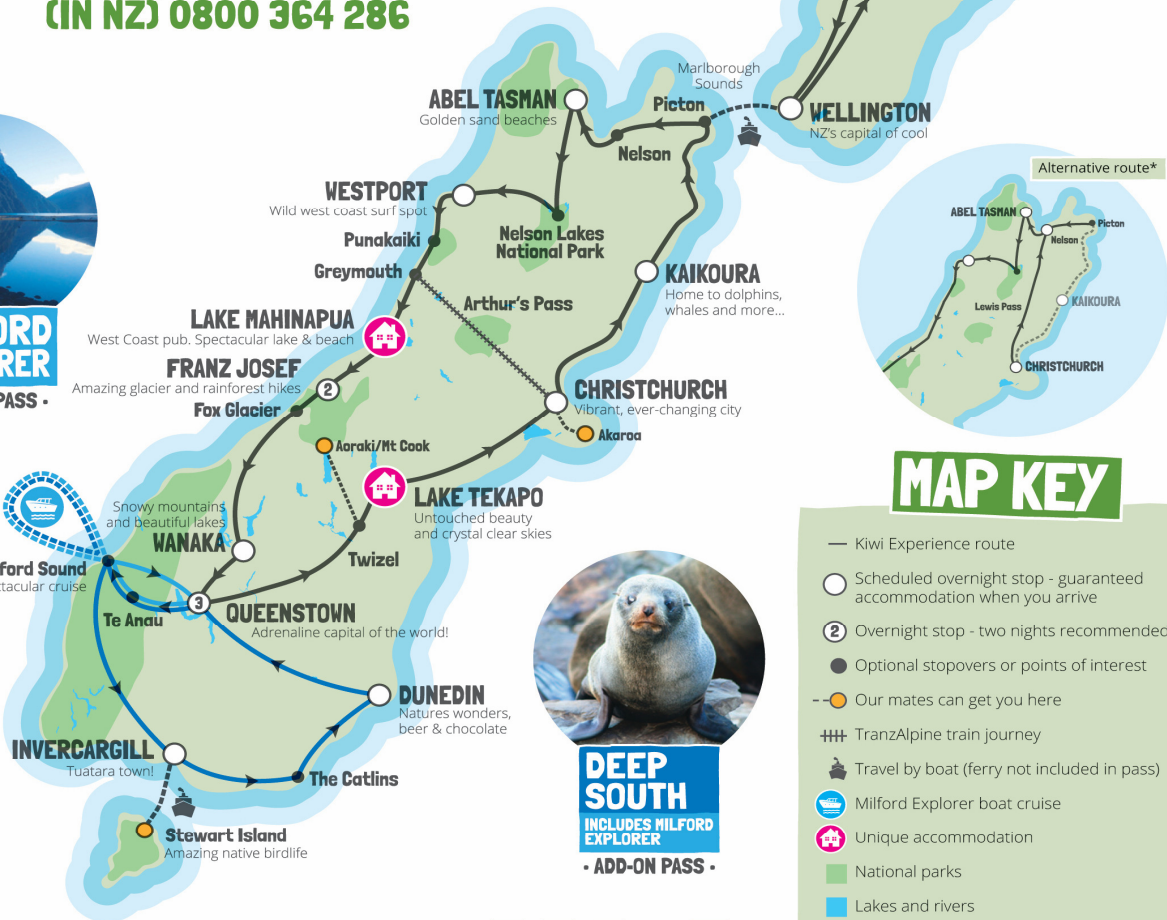 (IN NZ) 0800 364 286
Marlborough
Sounds
ABEL TASMAN
Golden sand beaches
Picton
WELLINGTON
NZ's capital of cool
Nelson
Alternative route*
WESTPORT
Wild west coast surf spot
ABEL TASMAN
Picton
Nelson
Punakaiki
Nelson Lakes
National Park
Greymouth
KAIKOURA
Home to dolphins,
whales and more...
Arthur's Pass
Lewis Pass
KAIKOURA
LAKE MAHINAPUA
West Coast pub. Spectacular lake & beach
CHRISTCHURCH
ORD
RER
PASS •
FRANZ JOSEF
Amazing glacier and rainforest hikes
2
Fox Glacier
CHRISTCHURCH
Vibrant, ever-changing city
Akaroa
Aoraki/Mt Cook
LAKE TEKAPO
Untouched beauty
and crystal clear skies
Snowy mountains
and beautiful lakes
WANAKA
Twizel
ford Sound
ctacular cruise
Te Anau
3
QUEENSTOWN
Adrenaline capital of the world!
DUNEDIN
Natures wonders,
beer & chocolate
INVERCARGILL
Tuatara town!
The Catlins
Stewart Island
Amazing native birdlife
DEEP
SOUTH
INCLUDES MILFORD
EXPLORER
• ADD-ON PASS •
MAP KEY
Kiwi Experience route
Scheduled overnight stop - guaranteed
accommodation when you arrive
2 Overnight stop - two nights recommended
Optional stopovers or points of interest
Our mates can get you here
TranzAlpine train journey
Travel by boat (ferry not included in pass)
Milford Explorer boat cruise
Unique accommodation
National parks
Lakes and rivers